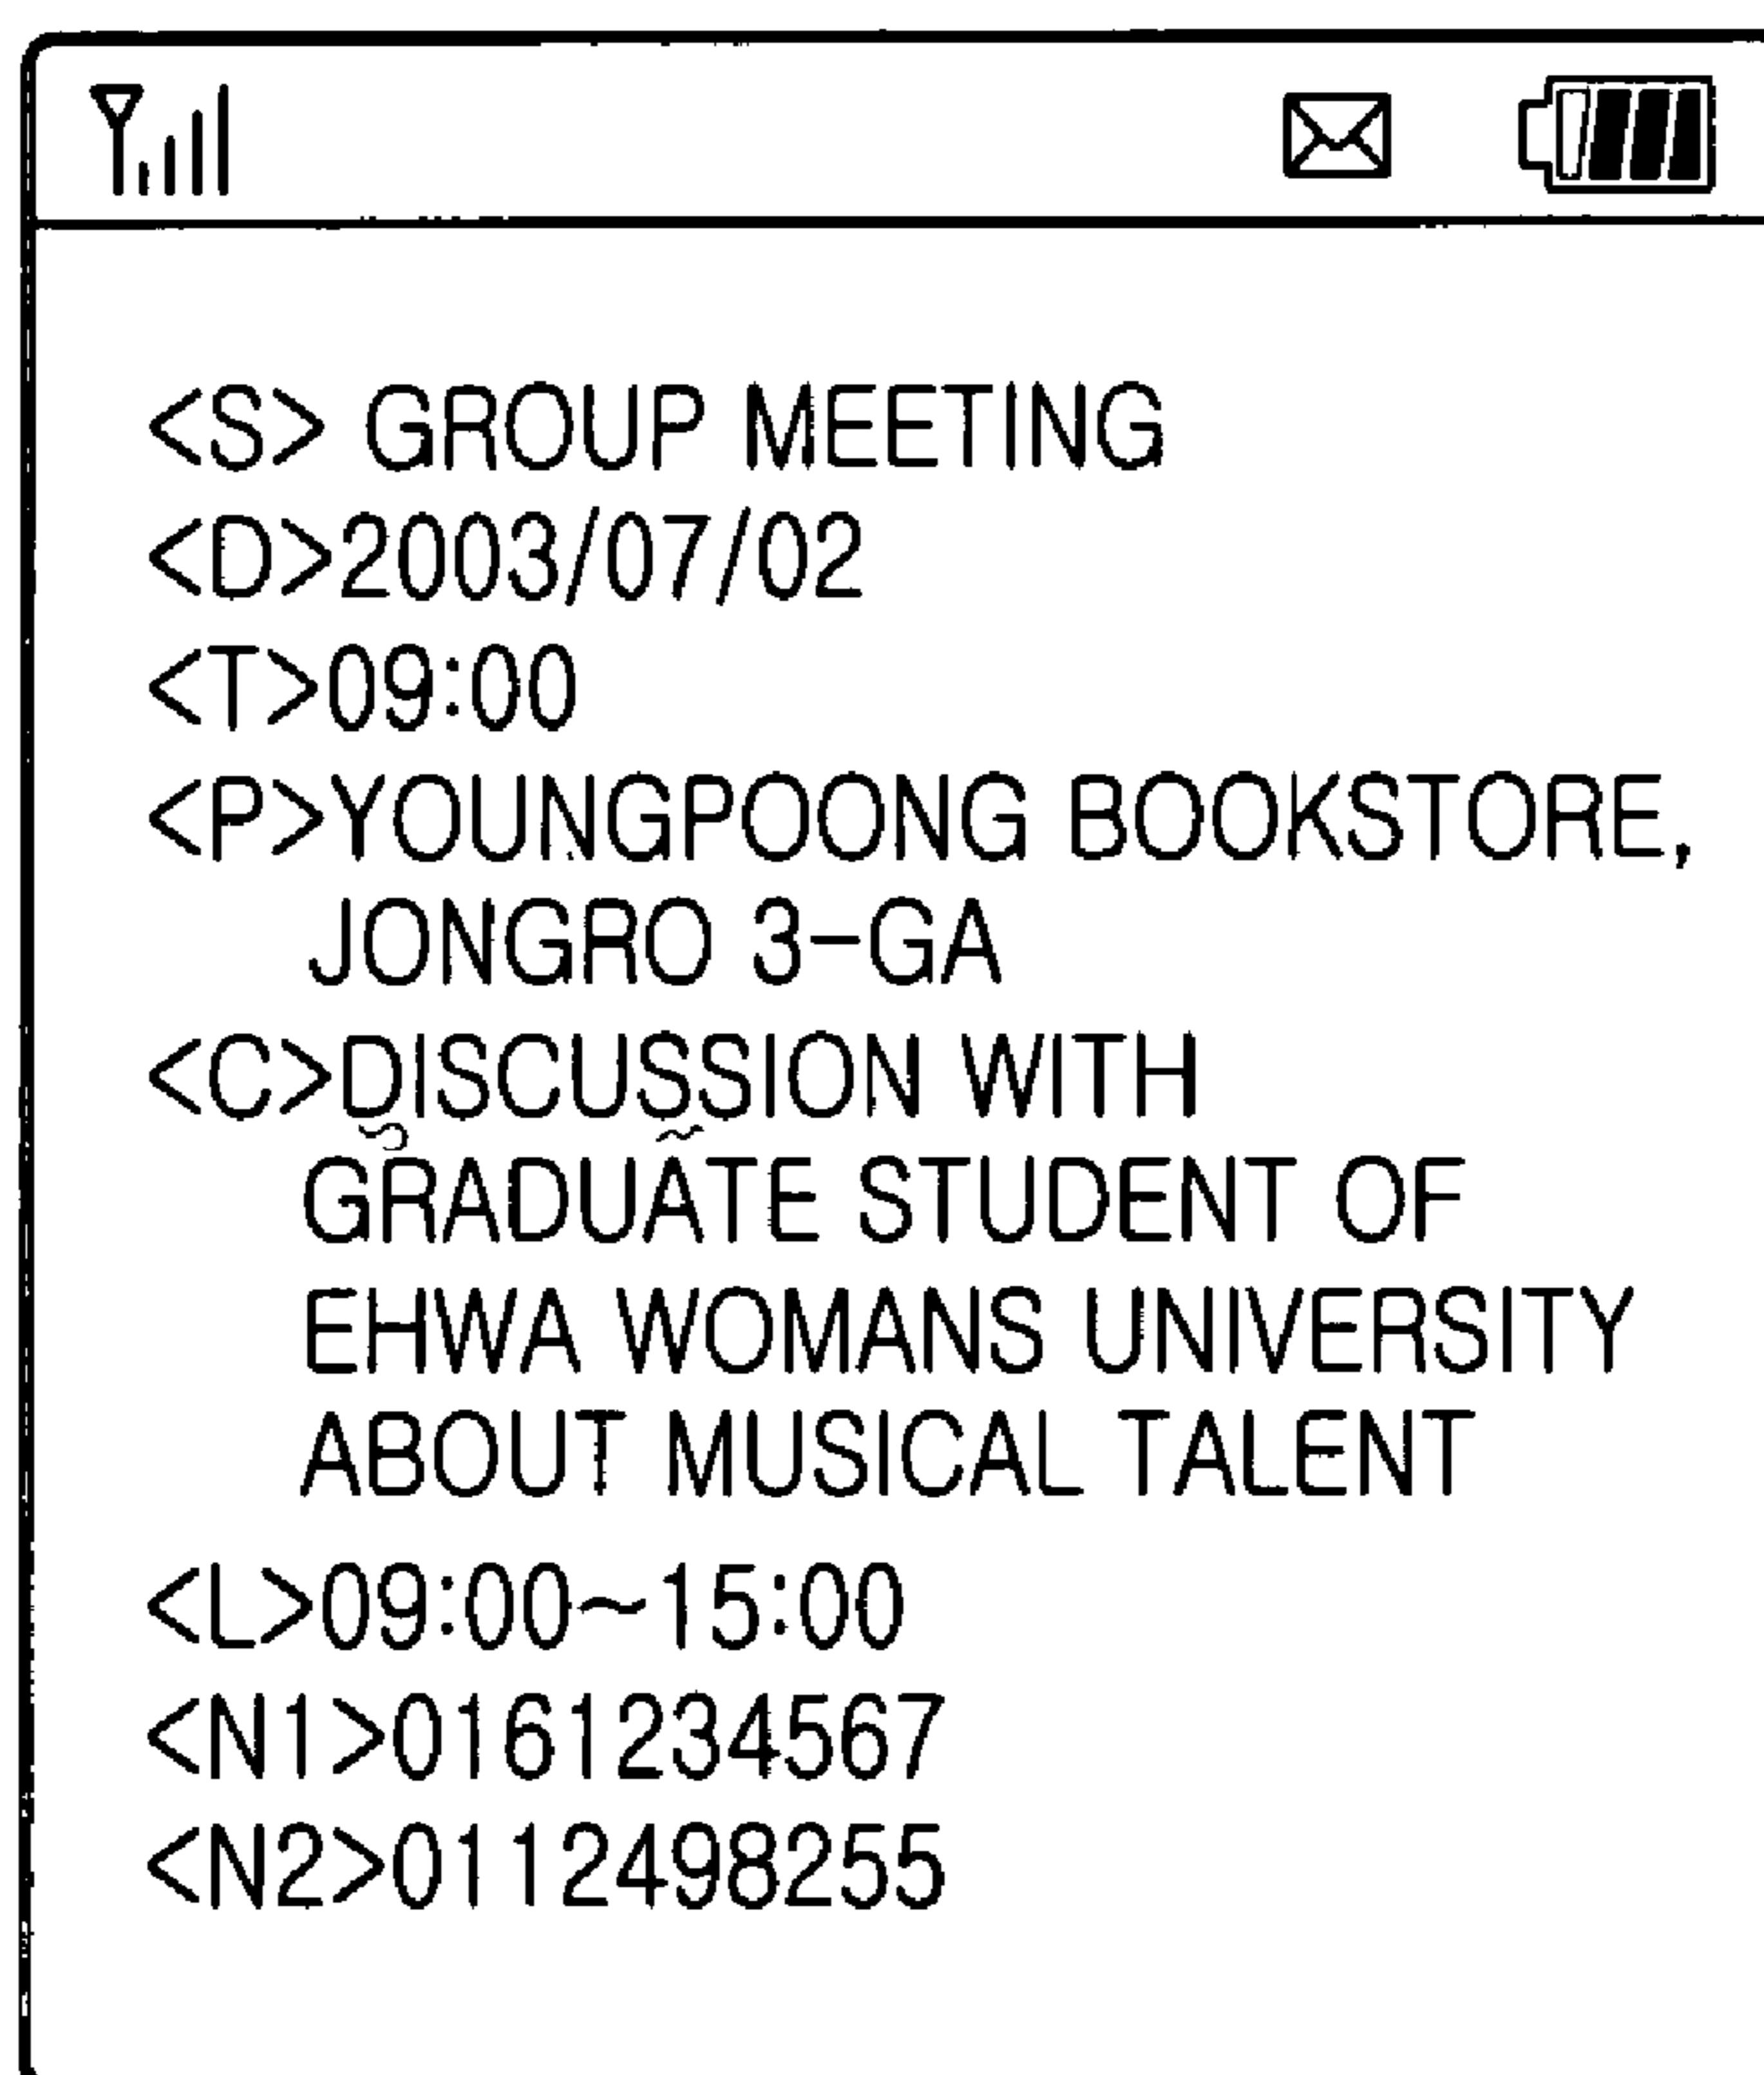 <S> GROUP MEETING
<D>2003/07/02
<T>09:00
<P>YOUNGPOONG BOOKSTORE,
JONGRO 3-GA
<C>DISCUSSION WITH
GRADUATE STUDENT OF
EHWA WOMANS UNIVERSITY
ABOUT MUSICAL TALENT
<L>09:00~15:00
<N1>0161234567
<N2>0112498255